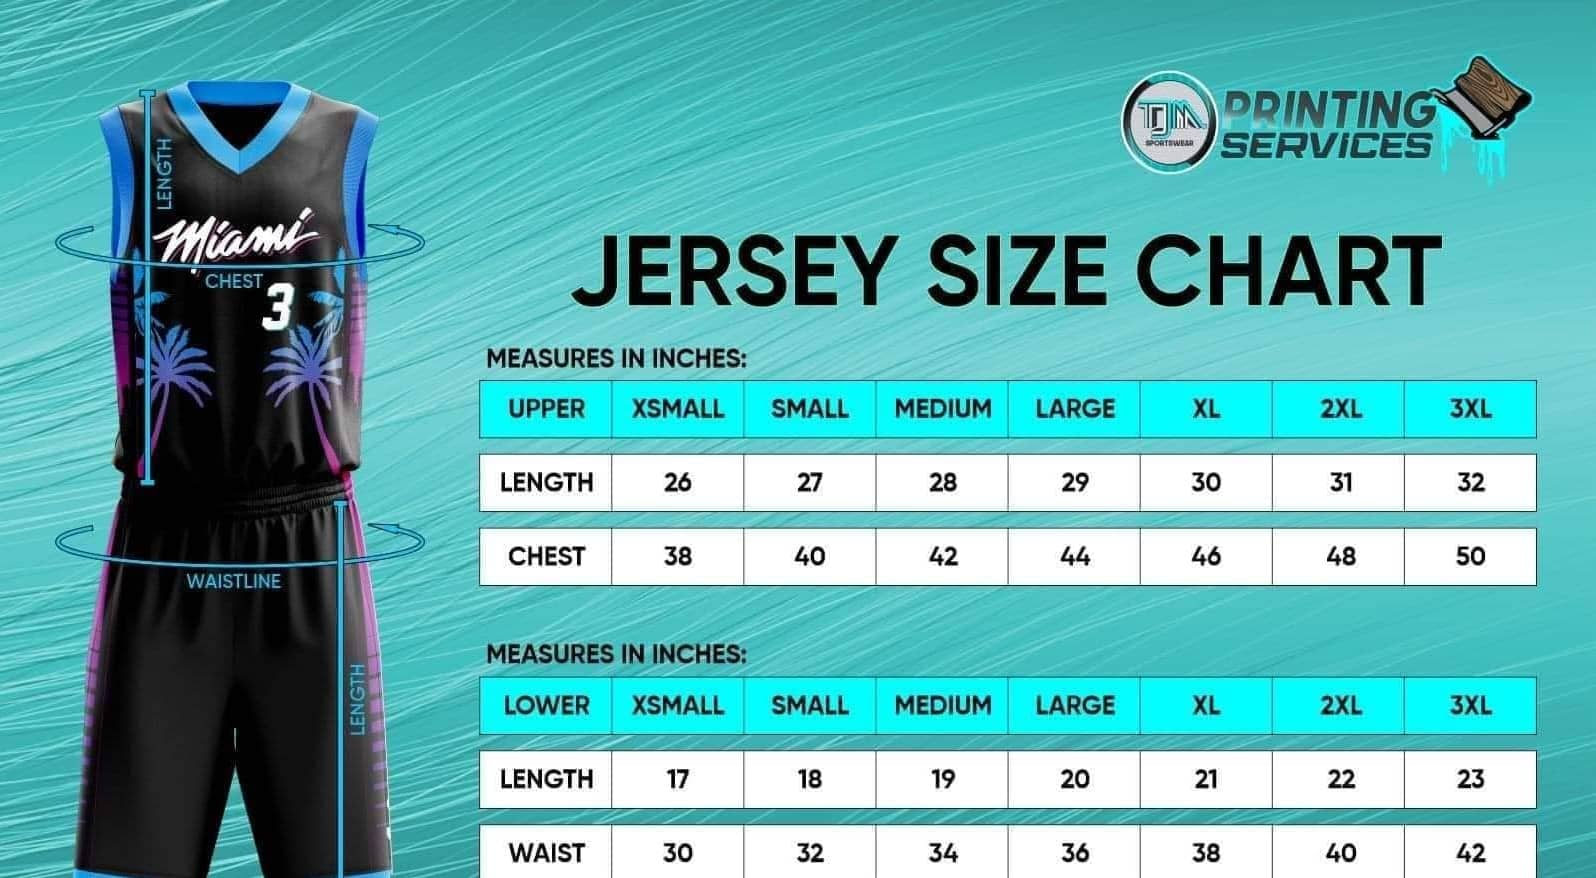 TJM
SPORTSWEAR
PRINTING
SERVICES
LENGTH
Miami
CHEST
3
WAISTLINE
LENGTH
JERSEY SIZE CHART
MEASURES IN INCHES:
UPPER XSMALL SMALL MEDIUM LARGE XL 2XL 3XL
LENGTH 26 27 28 29 30 31 32
CHEST 38 40 42 44 46 48 50
MEASURES IN INCHES:
LOWER XSMALL SMALL MEDIUM LARGE XL 2XL 3XL
LENGTH 17 18 19 20 21 22 23
WAIST 30 32 34 36 38 40 42